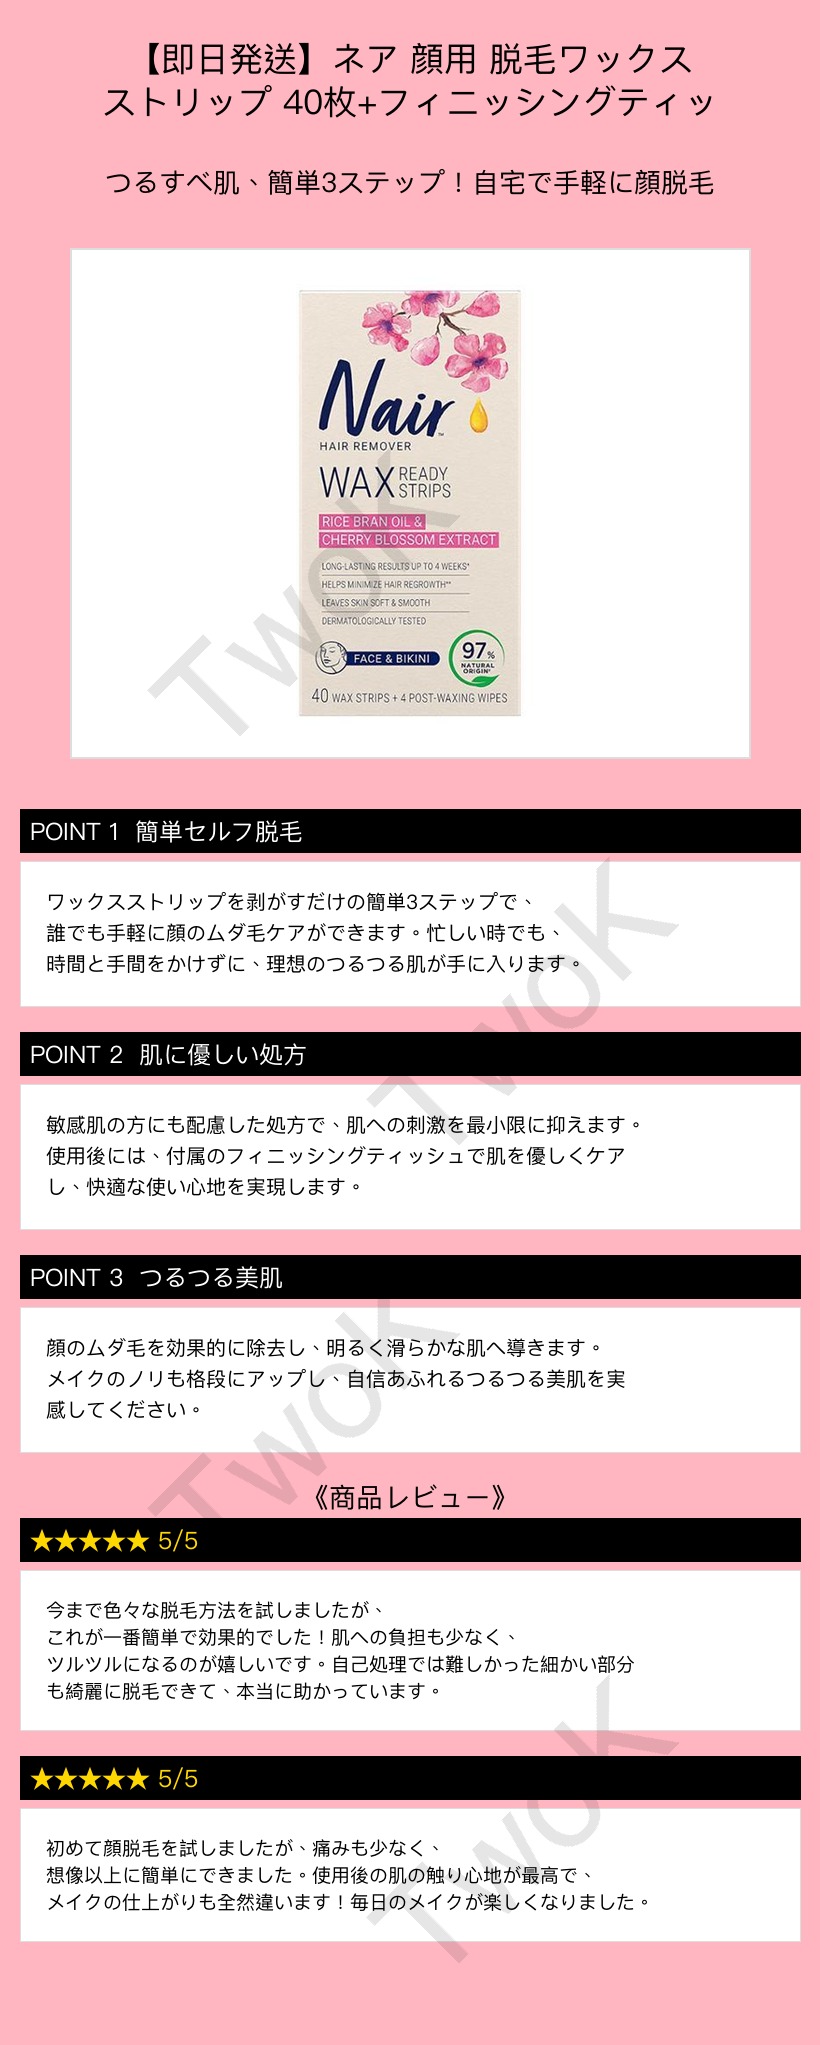 【即日発送】ネア 顔用 脱毛ワックス
ストリップ 40枚+フィニッシングティッ
つるすべ肌、簡単3ステップ！自宅で手軽に顔脱毛
Nair™
HAIR REMOVER
WAX READY STRIPS
RICE BRAN OIL &
CHERRY BLOSSOM EXTRACT
LONG-LASTING RESULTS UP TO 4 WEEKS*
HELPS MINIMIZE HAIR REGROWTH**
LEAVES SKIN SOFT & SMOOTH
DERMATOLOGICALLY TESTED
FACE & BIKINI
97%
NATURAL
ORIGIN†
40 WAX STRIPS + 4 POST-WAXING WIPES
TwoK
POINT 1 簡単セルフ脱毛
ワックスストリップを剥がすだけの簡単3ステップで、
誰でも手軽に顔のムダ毛ケアができます。忙しい時でも、
時間と手間をかけずに、理想のつるつる肌が手に入ります。
TwoK
POINT 2 肌に優しい処方
敏感肌の方にも配慮した処方で、肌への刺激を最小限に抑えます。
使用後には、付属のフィニッシングティッシュで肌を優しくケア
し、快適な使い心地を実現します。
POINT 3 つるつる美肌
顔のムダ毛を効果的に除去し、明るく滑らかな肌へ導きます。
メイクのノリも格段にアップし、自信あふれるつるつる美肌を実
感してください。
TwoK
《商品レビュー》
★★★★★ 5/5
今まで色々な脱毛方法を試しましたが、
これが一番簡単で効果的でした！肌への負担も少なく、
ツルツルになるのが嬉しいです。自己処理では難しかった細かい部分
も綺麗に脱毛できて、本当に助かっています。
★★★★★ 5/5
初めて顔脱毛を試しましたが、痛みも少なく、
想像以上に簡単にできました。使用後の肌の触り心地が最高で、
メイクの仕上がりも全然違います！毎日のメイクが楽しくなりました。
TwoK